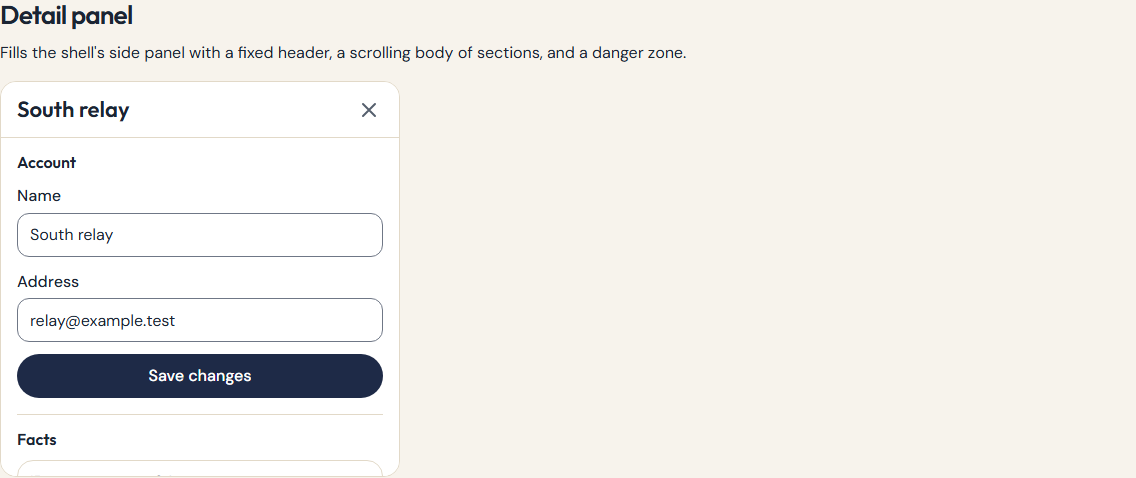 Detail panel
Fills the shell's side panel with a fixed header, a scrolling body of sections, and a danger zone.
South relay
Account
Name
South relay
Address
relay@example.test
Save changes
Facts